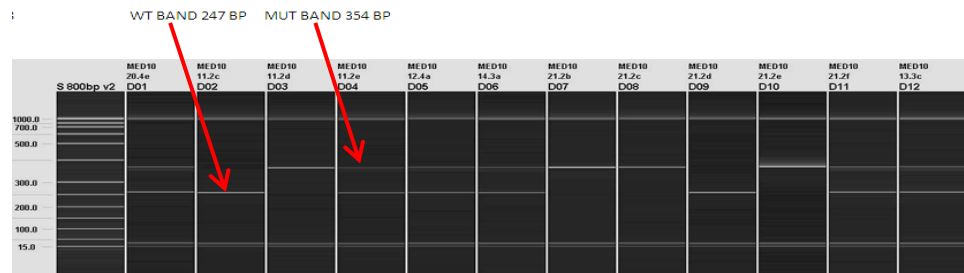 WT BAND 247 BP MUT BAND 354 BP
MED10 MED10 MED10 MED10 MED10 MED10 MED10 MED10 MED10 MED10 MED10 MED10
20.4e 11.2c 11.2d 11.2e 12.4a 14.3a 21.2b 21.2c 21.2d 21.2e 21.2f 13.3c
S 800bp v2 D01 D02 D03 D04 D05 D06 D07 D08 D09 D10 D11 D12
1000.0
700.0
500.0
300.0
200.0
100.0
15.0